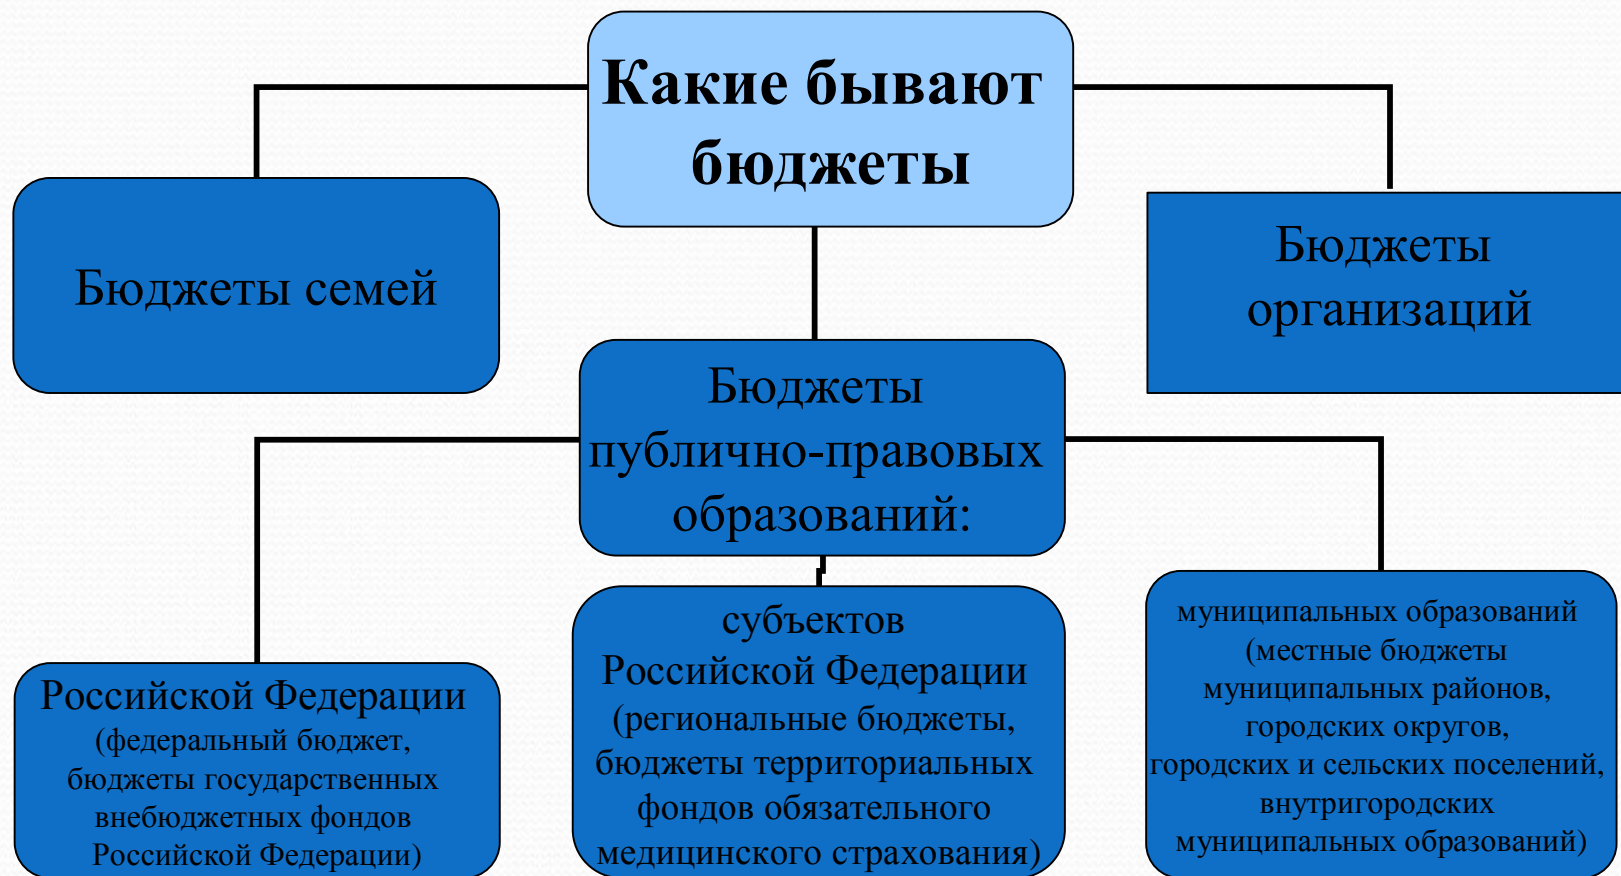 Какие бывают
бюджеты
Бюджеты семей
Бюджеты
организаций
Бюджеты
публично-правовых
образований:
Российской Федерации
(федеральный бюджет,
бюджеты государственных
внебюджетных фондов
Российской Федерации)
субъектов
Российской Федерации
(региональные бюджеты,
бюджеты территориальных
фондов обязательного
медицинского страхования)
муниципальных образований
(местные бюджеты
муниципальных районов,
городских округов,
городских и сельских поселений,
внутригородских
муниципальных образований)